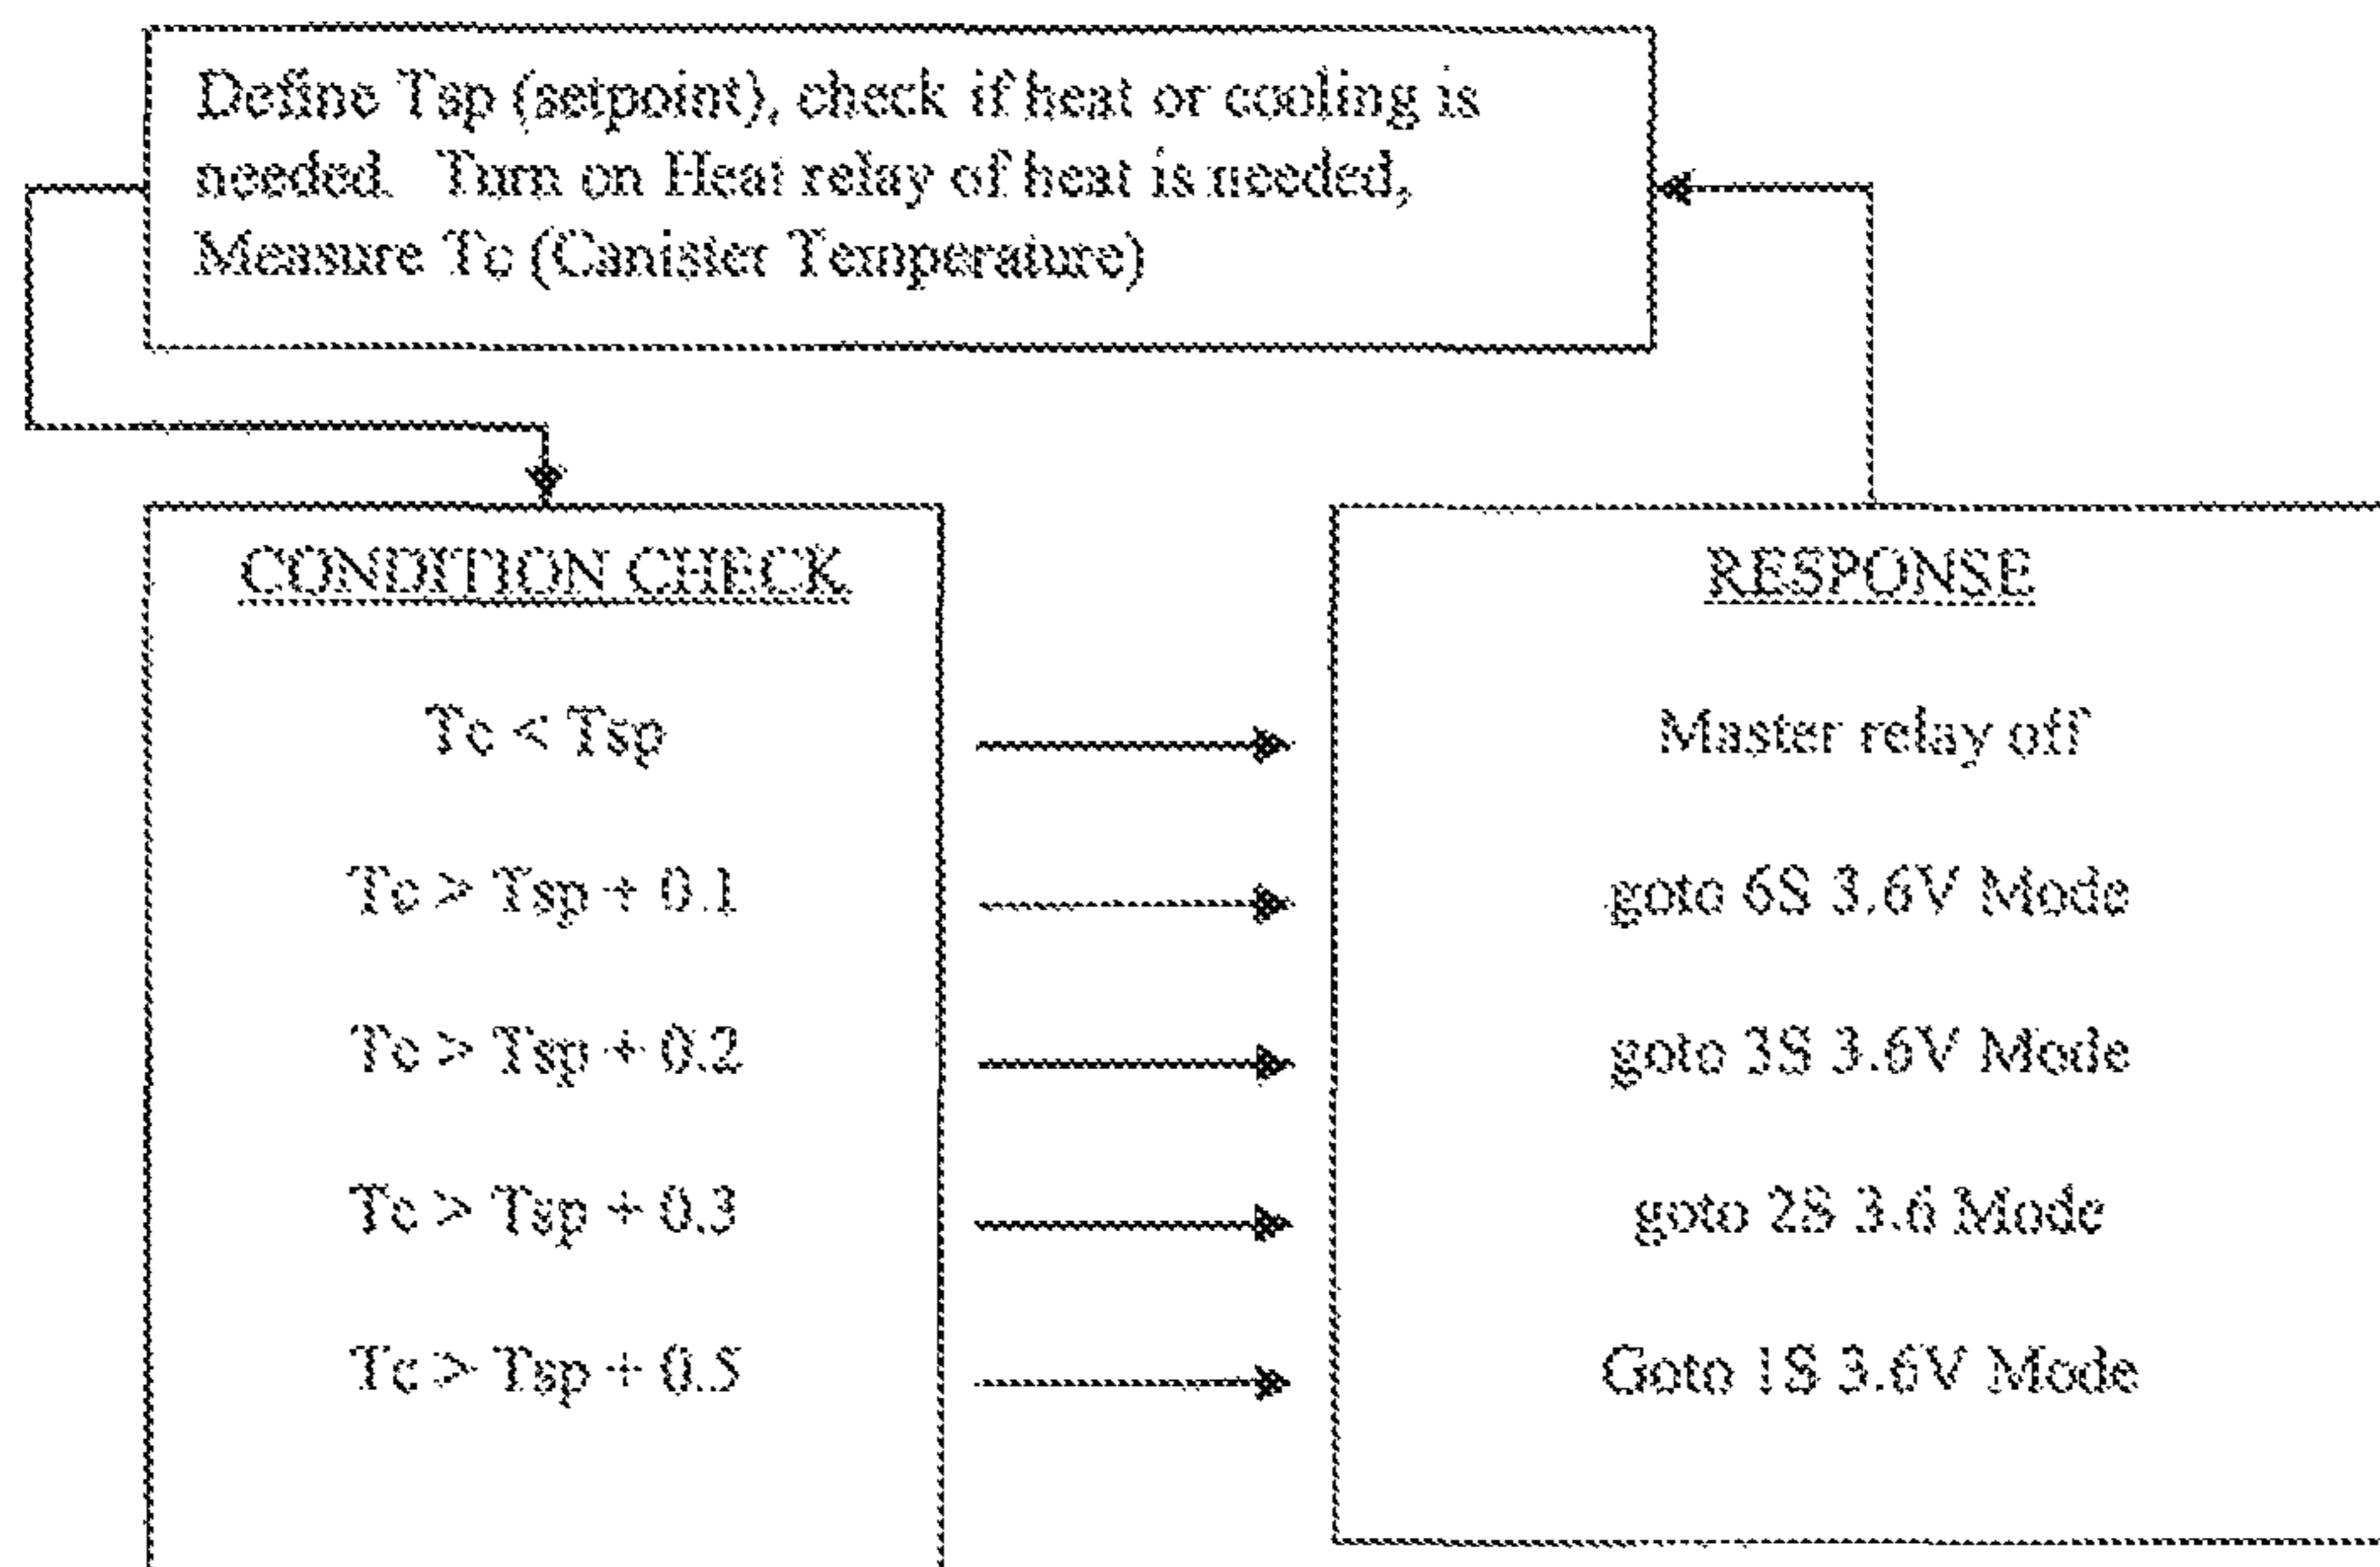 Define Tsp (setpoint), check if heat or cooling is
needed. Turn on Heat relay of heat is needed,
Measure Tc (Canister Temperature)
CONDITION CHECK
RESPONSE
Tc < Tsp
Master relay off
Tc > Tsp + 0.1
goto 6S 3.6V Mode
Tc > Tsp + 0.2
goto 3S 3.6V Mode
Tc > Tsp + 0.3
goto 2S 3.6 Mode
Tc > Tsp + 0.5
Goto 1S 3.6V Mode